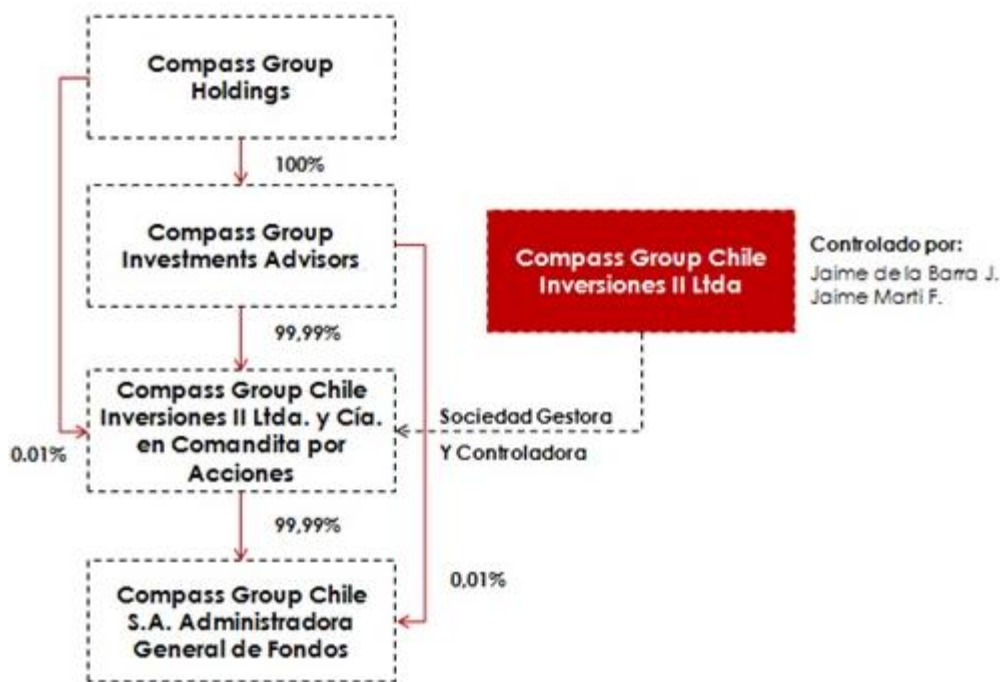 Compass Group
Holdings
100%
Compass Group
Investments Advisors
99,99%
Compass Group Chile
Inversiones II Ltda
Controlado por:
Jaime de la Barra J.
Jaime Marti F.
Compass Group Chile
Inversiones II Ltda. y Cía.
en Comandita por
Acciones
Sociedad Gestora
Y Controladora
0.01%
99,99%
Compass Group Chile
S.A. Administradora
General de Fondos
0,01%